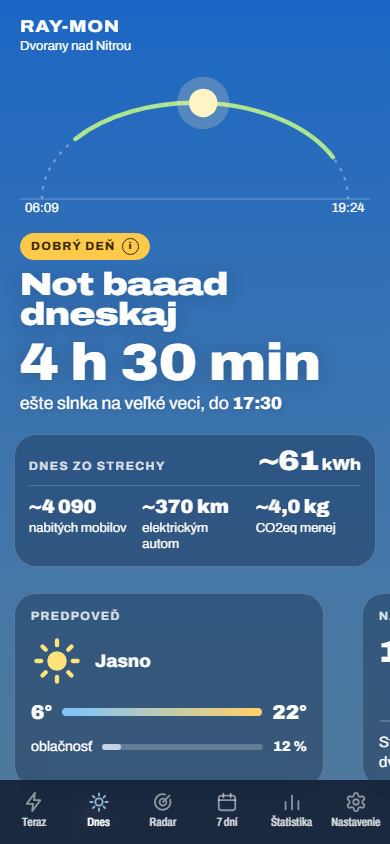 RAY-MON
Dvorany nad Nitrou
06:09
19:24
DOBRÝ DEŇ i
Not baaad
dneskaj
4 h 30 min
ešte slnka na veľké veci, do 17:30
DNES ZO STRECHY
~61 kWh
~4 090
~370 km
~4,0 kg
nabitých mobilov
elektrickým
autom
CO2eq menej
PREDPOVEĎ
Jasno
6°
22°
oblačnosť
12 %
Teraz
Dnes
Radar
7 dní
Štatistika
Nastavenie